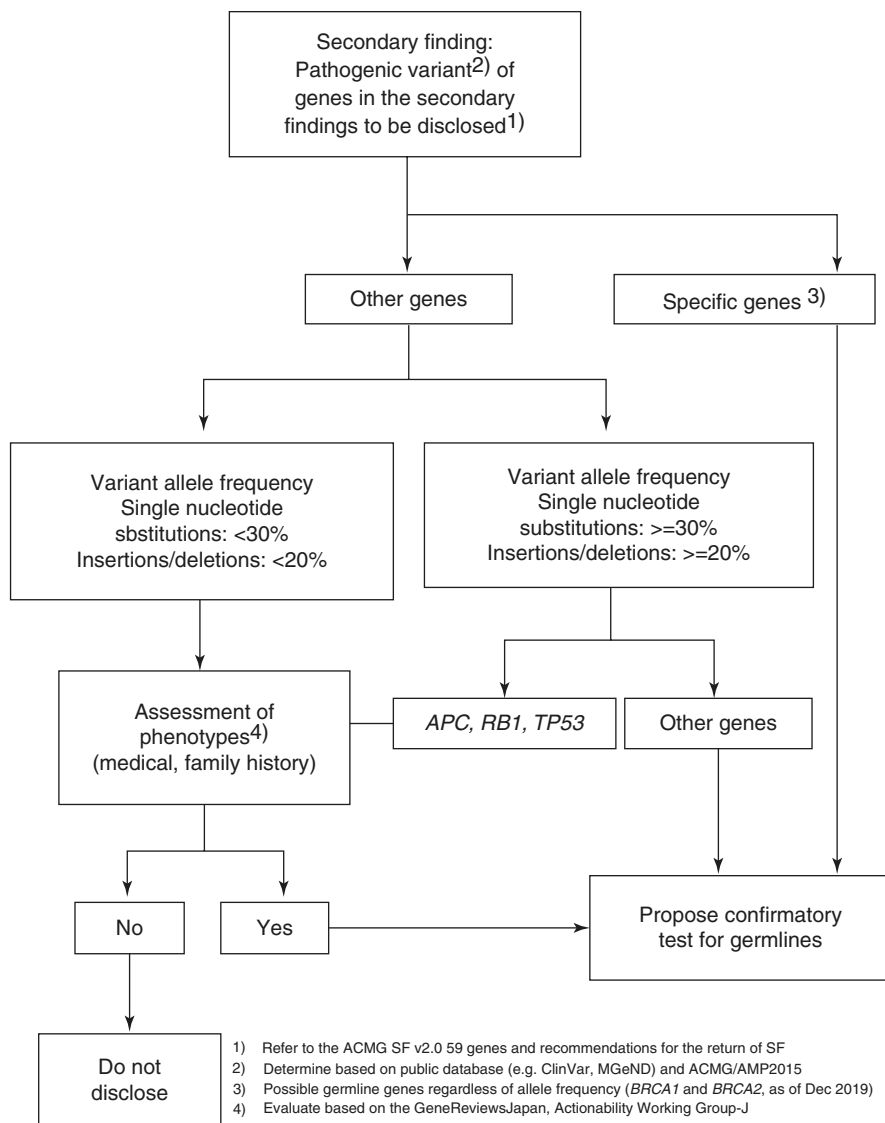 Secondary finding:
Pathogenic variant2) of
genes in the secondary
findings to be disclosed1)
Other genes
Specific genes 3)
Variant allele frequency
Single nucleotide
sbstitutions: <30%
Insertions/deletions: <20%
Variant allele frequency
Single nucleotide
substitutions: >=30%
Insertions/deletions: >=20%
Assessment of
phenotypes4)
(medical, family history)
APC, RB1, TP53
Other genes
No
Yes
Propose confirmatory
test for germlines
Do not
disclose
1) Refer to the ACMG SF v2.0 59 genes and recommendations for the return of SF
2) Determine based on public database (e.g. ClinVar, MGeND) and ACMG/AMP2015
3) Possible germline genes regardless of allele frequency (BRCA1 and BRCA2, as of Dec 2019)
4) Evaluate based on the GeneReviewsJapan, Actionability Working Group-J